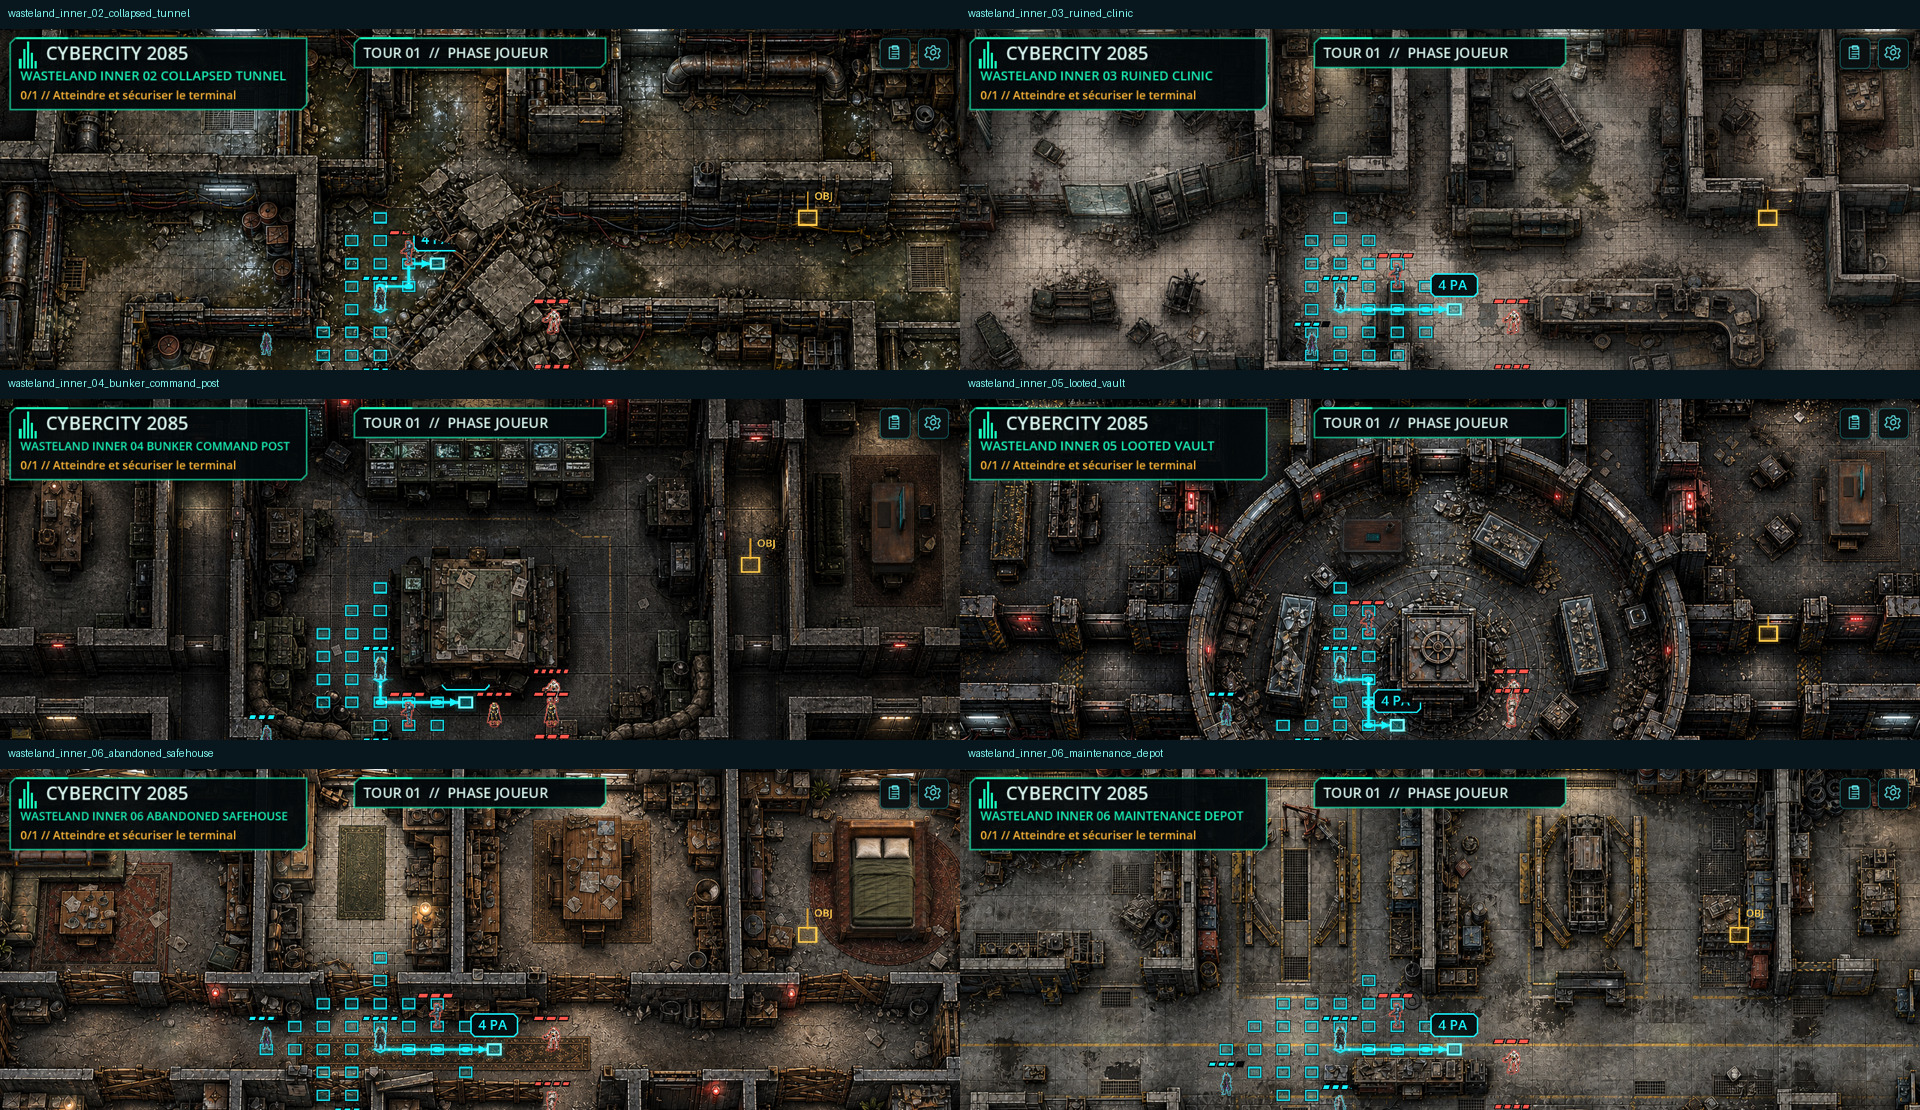 wasteland_inner_02_collapsed_tunnel
CYBERCITY 2085
WASTELAND INNER 02 COLLAPSED TUNNEL
0/1 // Atteindre et sécuriser le terminal
TOUR 01 // PHASE JOUEUR
OBJ
wasteland_inner_03_ruined_clinic
CYBERCITY 2085
WASTELAND INNER 03 RUINED CLINIC
0/1 // Atteindre et sécuriser le terminal
TOUR 01 // PHASE JOUEUR
4 PA
wasteland_inner_04_bunker_command_post
CYBERCITY 2085
WASTELAND INNER 04 BUNKER COMMAND POST
0/1 // Atteindre et sécuriser le terminal
TOUR 01 // PHASE JOUEUR
OBJ
wasteland_inner_05_looted_vault
CYBERCITY 2085
WASTELAND INNER 05 LOOTED VAULT
0/1 // Atteindre et sécuriser le terminal
TOUR 01 // PHASE JOUEUR
wasteland_inner_06_abandoned_safehouse
CYBERCITY 2085
WASTELAND INNER 06 ABANDONED SAFEHOUSE
0/1 // Atteindre et sécuriser le terminal
TOUR 01 // PHASE JOUEUR
OBJ
4 PA
wasteland_inner_06_maintenance_depot
CYBERCITY 2085
WASTELAND INNER 06 MAINTENANCE DEPOT
0/1 // Atteindre et sécuriser le terminal
TOUR 01 // PHASE JOUEUR
OBJ
4 PA